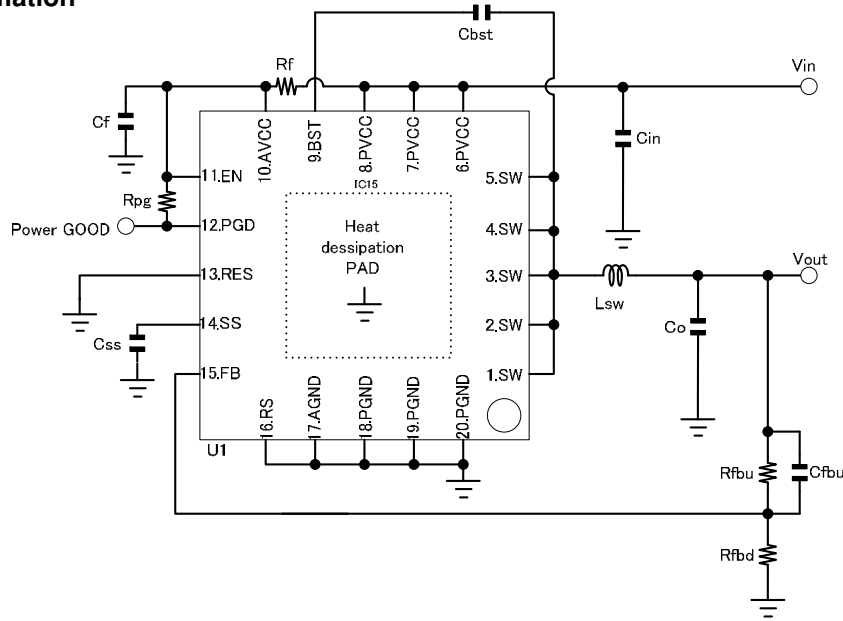 nation
Cbst
Rf
Vin
Cf
10.AVCC
9.BST
8.PVCC
7.PVCC
6.PVCC
Cin
11.EN
IC15
5.SW
Rpg
Power GOOD
12.PGD
Heat
dessipation
PAD
4.SW
13.RES
3.SW
Vout
Lsw
14.SS
2.SW
Co
Css
15.FB
1.SW
16.RS
17.AGND
18.PGND
19.PGND
20.PGND
U1
Rfbu
Cfbu
Rfbd